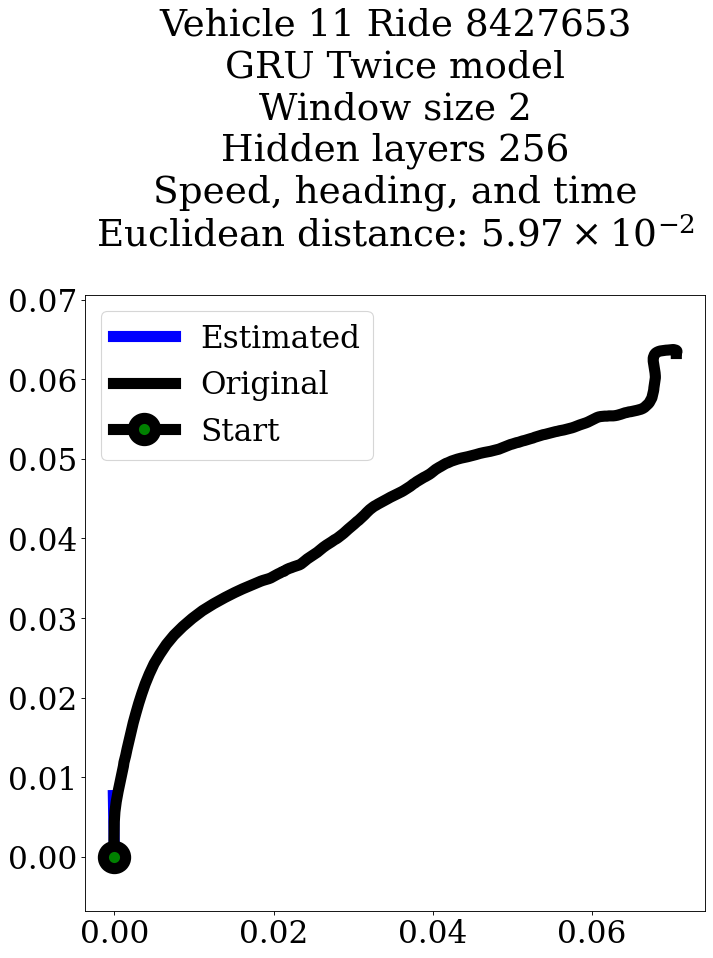 Vehicle 11 Ride 8427653
GRU Twice model
Window size 2
Hidden layers 256
Speed, heading, and time
Euclidean distance: 5.97 × 10⁻²
0.07
Estimated
0.06
Original
Start
0.05
0.04
0.03
0.02
0.01
0.00
0.00 0.02 0.04 0.06